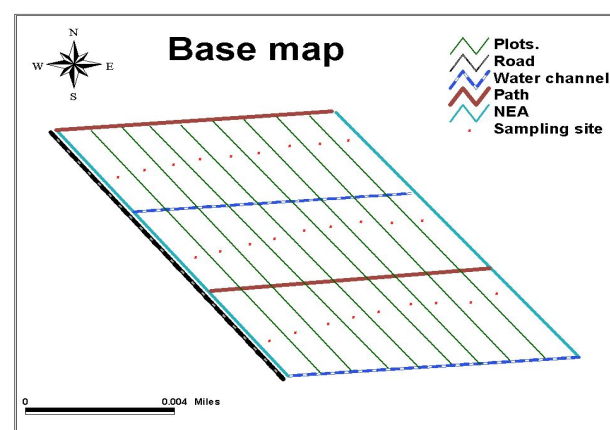 Base map
N
W E
S
Plots.
Road
Water channel
Path
NEA
Sampling site
0 0.004 Miles